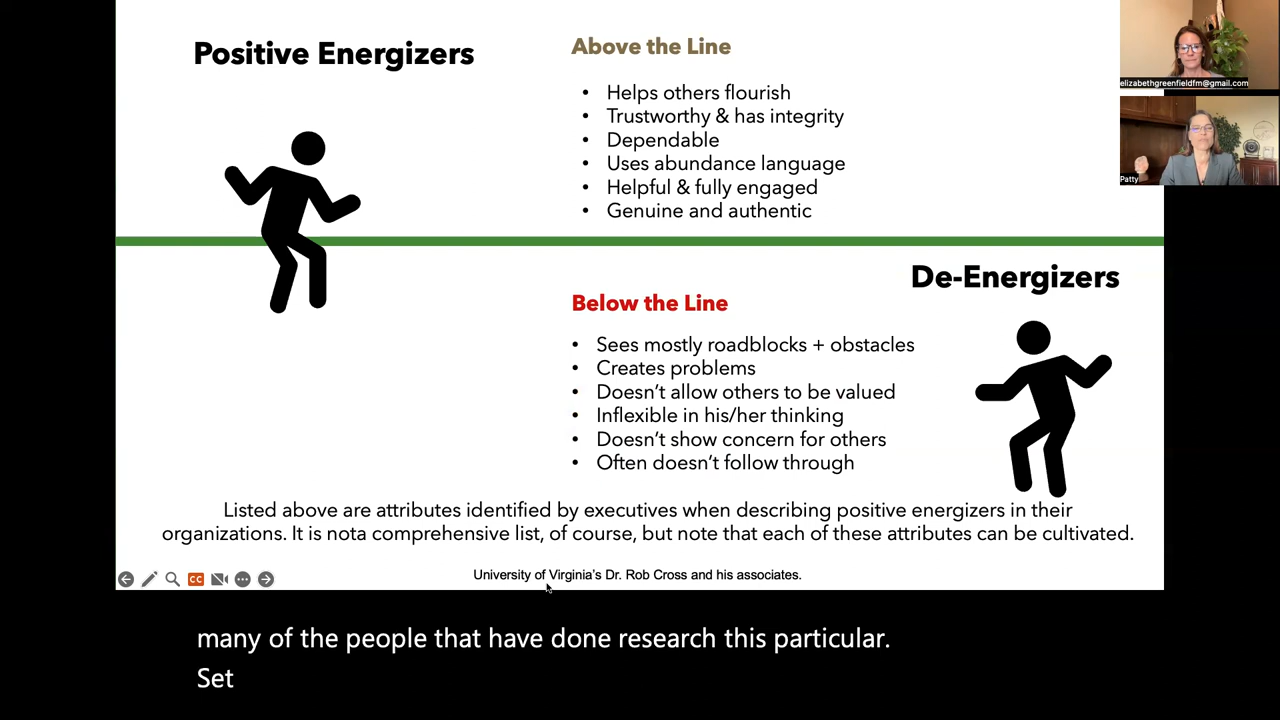 Positive Energizers
Above the Line
• Helps others flourish
• Trustworthy & has integrity
• Dependable
• Uses abundance language
• Helpful & fully engaged
• Genuine and authentic
elizabethgreenfieldfm@gmail.com
Patty
De-Energizers
Below the Line
• Sees mostly roadblocks + obstacles
• Creates problems
• Doesn’t allow others to be valued
• Inflexible in his/her thinking
• Doesn’t show concern for others
• Often doesn’t follow through
Listed above are attributes identified by executives when describing positive energizers in their
organizations. It is nota comprehensive list, of course, but note that each of these attributes can be cultivated.
University of Virginia’s Dr. Rob Cross and his associates.
CC
many of the people that have done research this particular.
Set